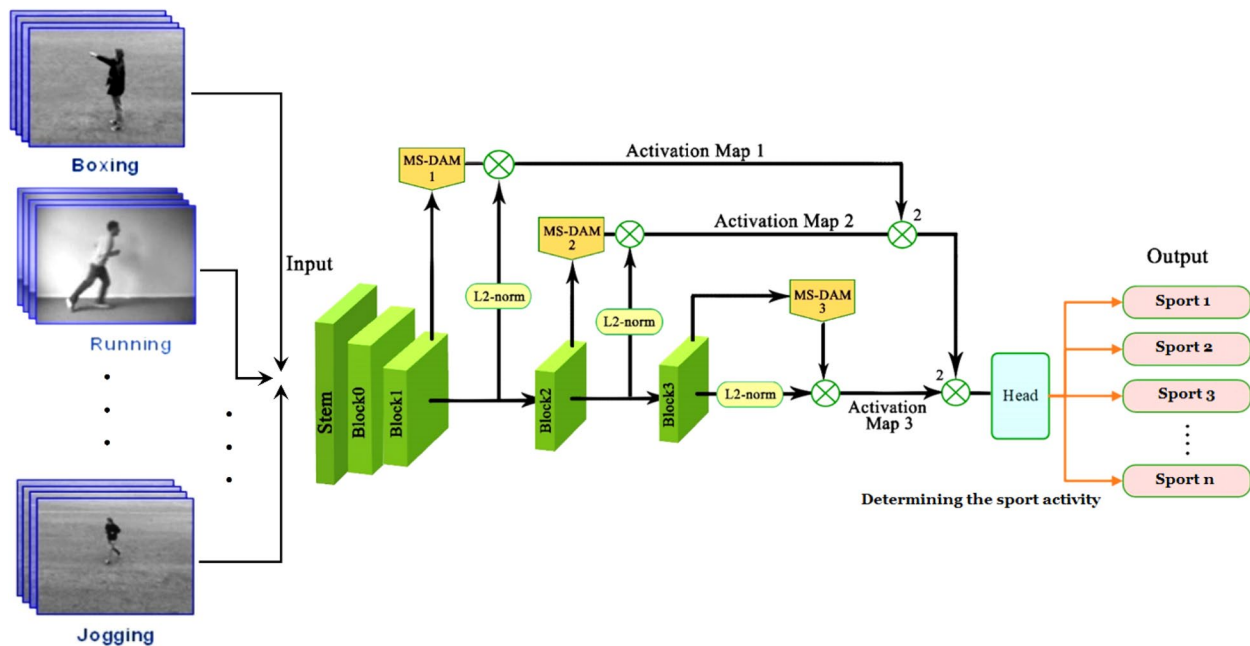 Boxing
Running
Jogging
Input
Stem
Block0
Block1
MS-DAM
1
L2-norm
Activation Map 1
Block2
MS-DAM
2
L2-norm
Activation Map 2
2
Block3
MS-DAM
3
L2-norm
Activation
Map 3
2
Head
Determining the sport activity
Output
Sport 1
Sport 2
Sport 3
Sport n